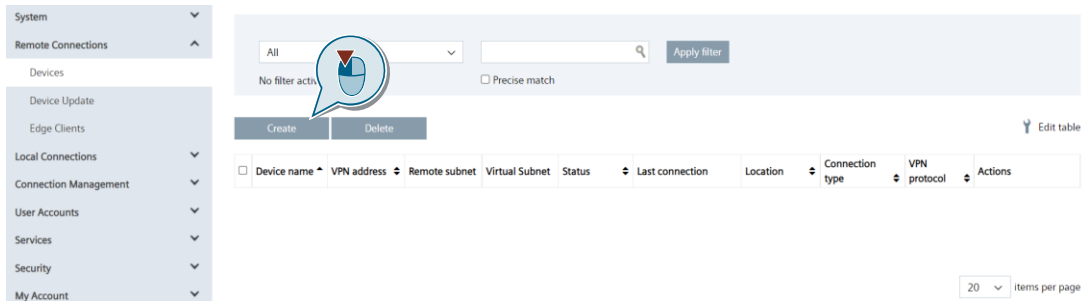 System
Remote Connections
Devices
Device Update
Edge Clients
Local Connections
Connection Management
User Accounts
Services
Security
My Account
All
Apply filter
No filter
Precise match
Create
Delete
Edit table
Device name
VPN address
Remote subnet
Virtual Subnet
Status
Last connection
Location
Connection
type
VPN
protocol
Actions
20
items per page